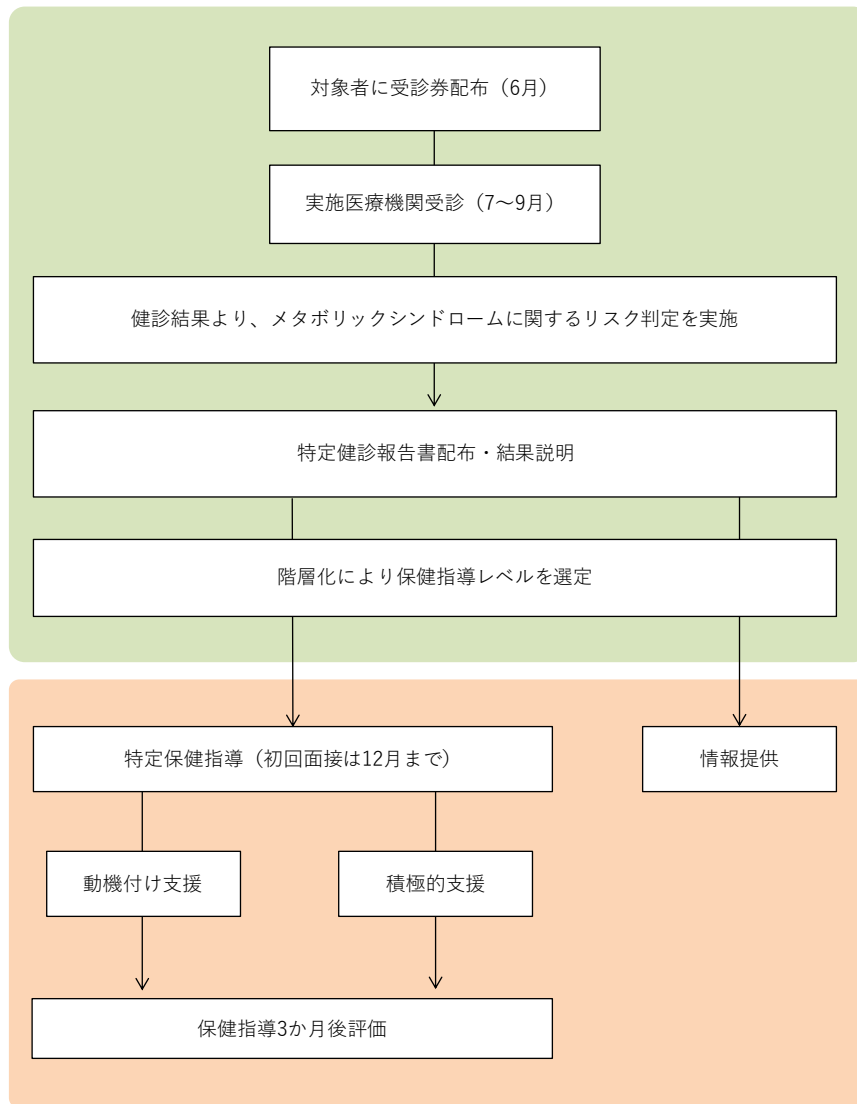 対象者に受診券配布（6月）
実施医療機関受診（7～9月）
健診結果より、メタボリックシンドロームに関するリスク判定を実施
特定健診報告書配布・結果説明
階層化により保健指導レベルを選定
特定保健指導（初回面接は12月まで）
情報提供
動機付け支援
積極的支援
保健指導3か月後評価